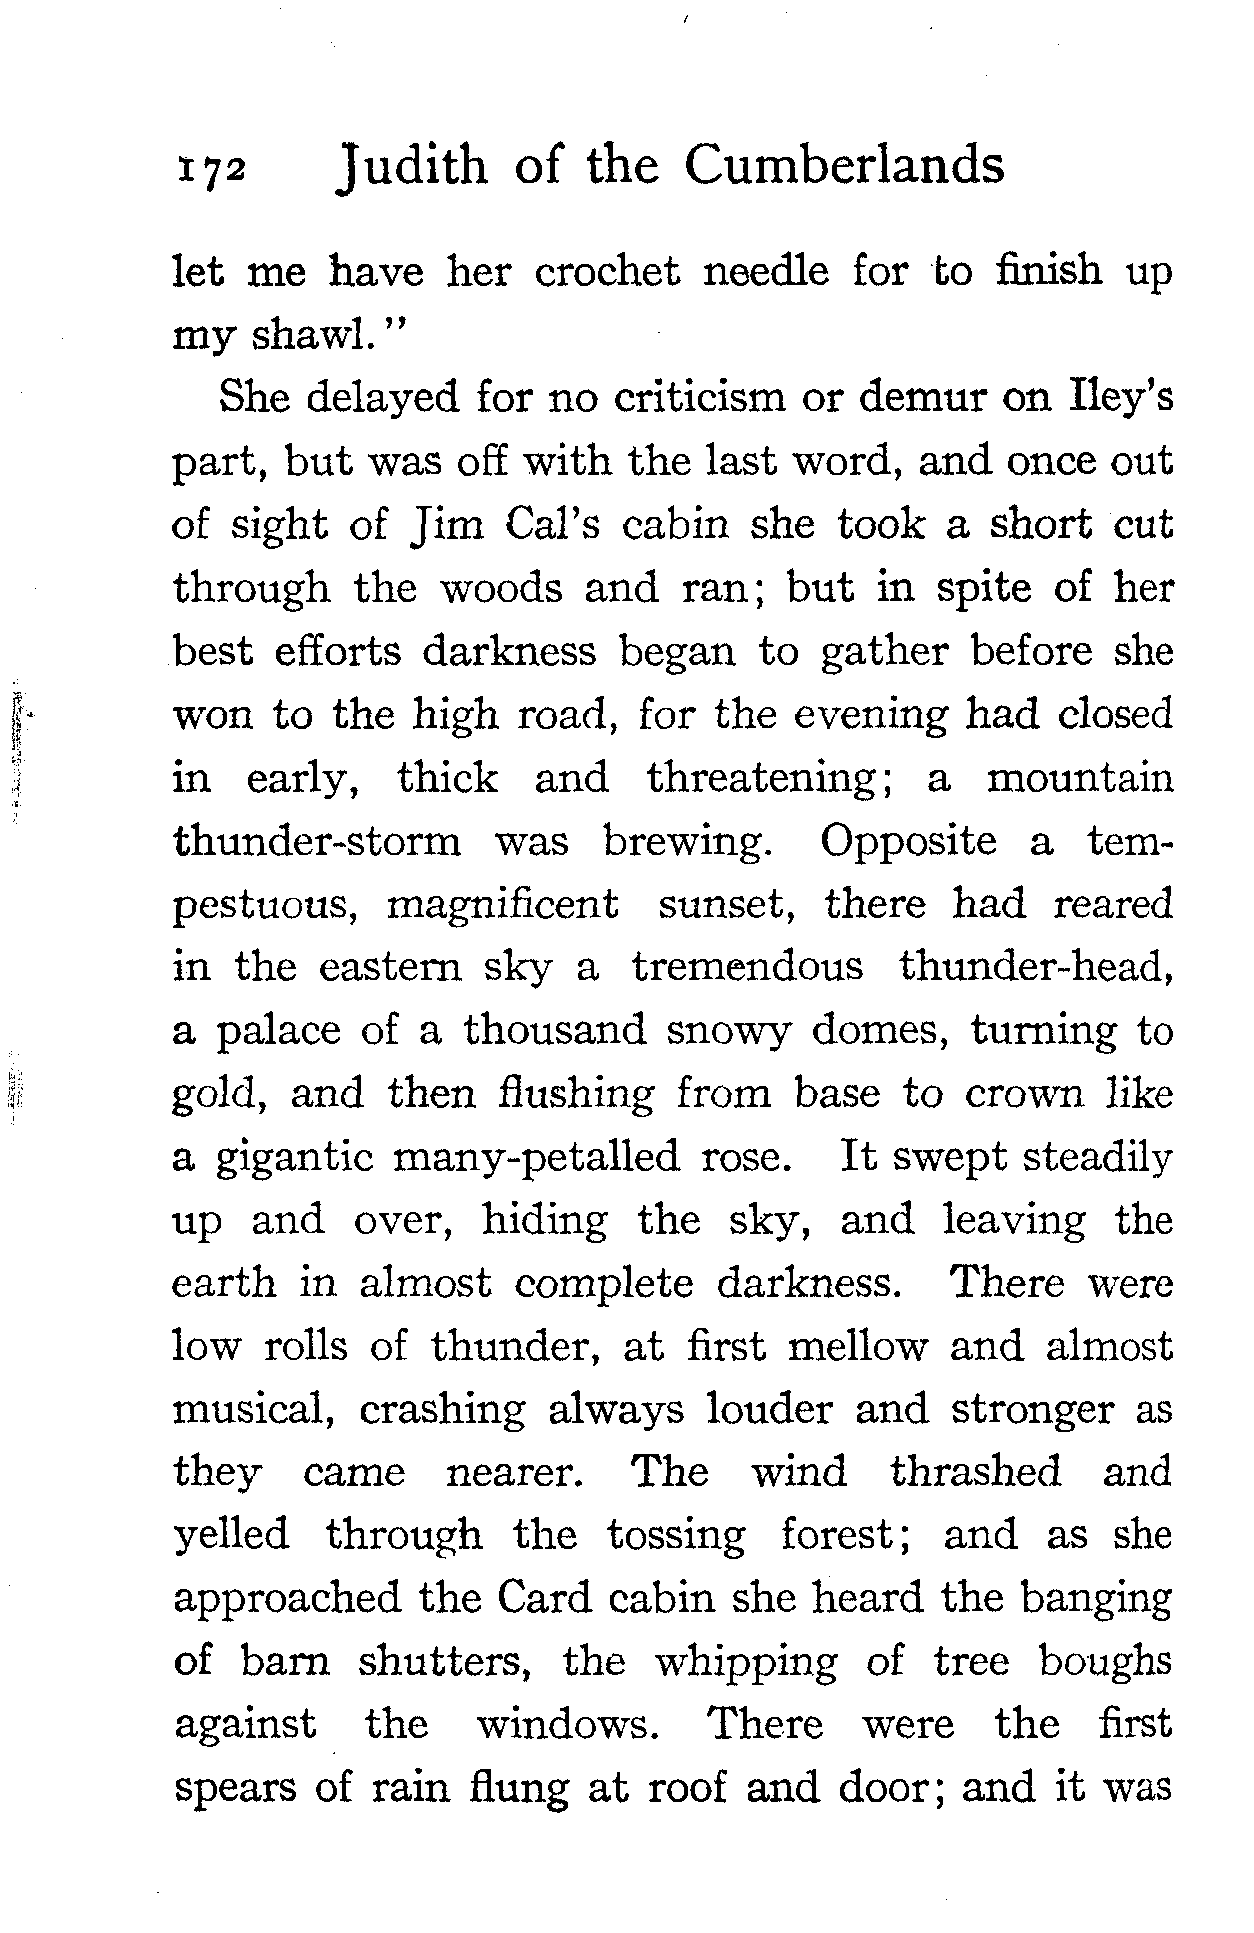 172 Judith of the Cumberlands
let me have her crochet needle for to finish up
my shawl."
She delayed for no criticism or demur on Iley's
part, but was off with the last word, and once out
of sight of Jim Cal's cabin she took a short cut
through the woods and ran; but in spite of her
best efforts darkness began to gather before she
won to the high road, for the evening had closed
in early, thick and threatening; a mountain
thunder-storm was brewing. Opposite a tem-
pestuous, magnificent sunset, there had reared
in the eastern sky a tremendous thunder-head,
a palace of a thousand snowy domes, turning to
gold, and then flushing from base to crown like
a gigantic many-petalled rose. It swept steadily
up and over, hiding the sky, and leaving the
earth in almost complete darkness. There were
low rolls of thunder, at first mellow and almost
musical, crashing always louder and stronger as
they came nearer. The wind thrashed and
yelled through the tossing forest; and as she
approached the Card cabin she heard the banging
of barn shutters, the whipping of tree boughs
against the windows. There were the first
spears of rain flung at roof and door; and it was